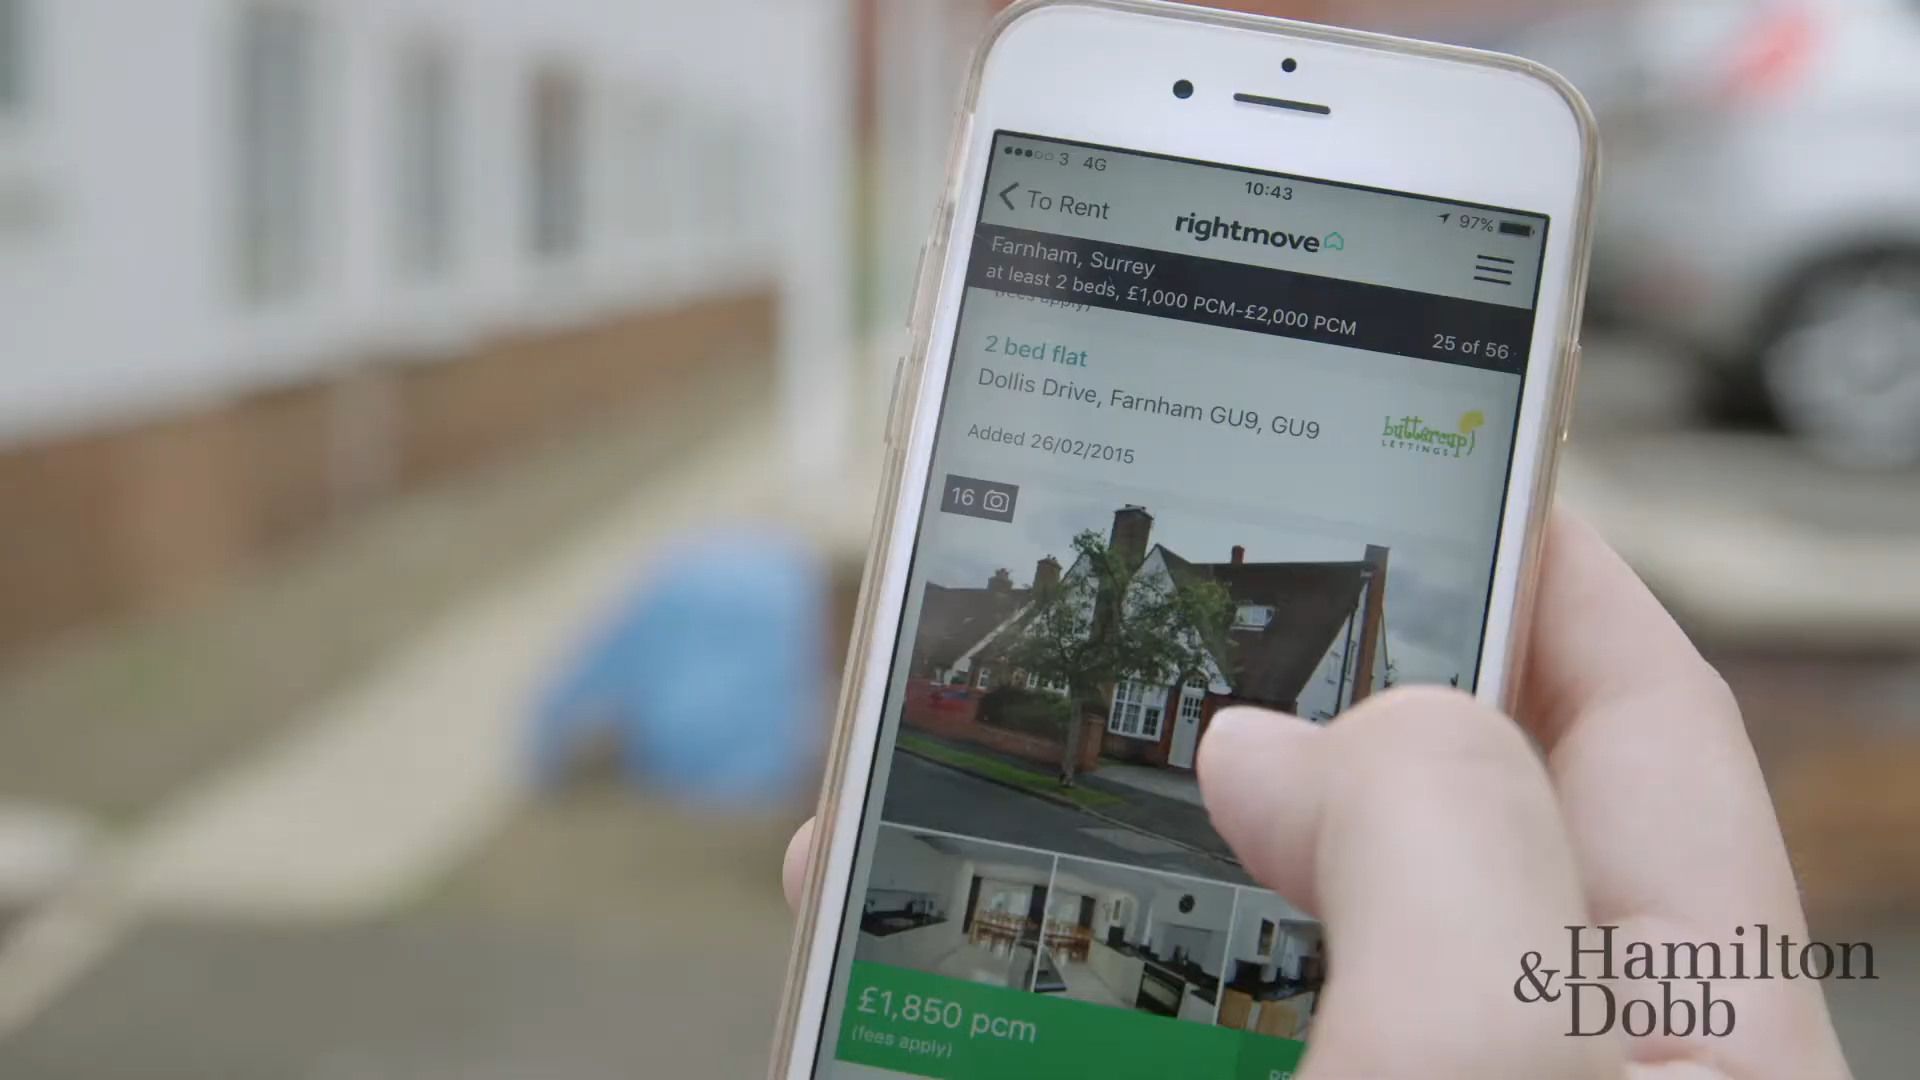 3 4G
10:43
97%
To Rent
rightmove
Farnham, Surrey
at least 2 beds, £1,000 PCM-£2,000 PCM
25 of 56
(fees apply)
2 bed flat
Dollis Drive, Farnham GU9, GU9
buttercup
LETTINGS
Added 26/02/2015
16
£1,850 pcm
(fees apply)
&Hamilton
Dobb